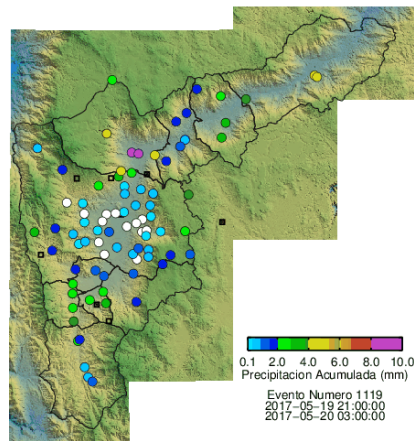 0.1 2.0 4.0 6.0 8.0 10.0
Precipitacion Acumulada (mm)
Evento Numero 1119
2017-05-19 21:00:00
2017-05-20 03:00:00